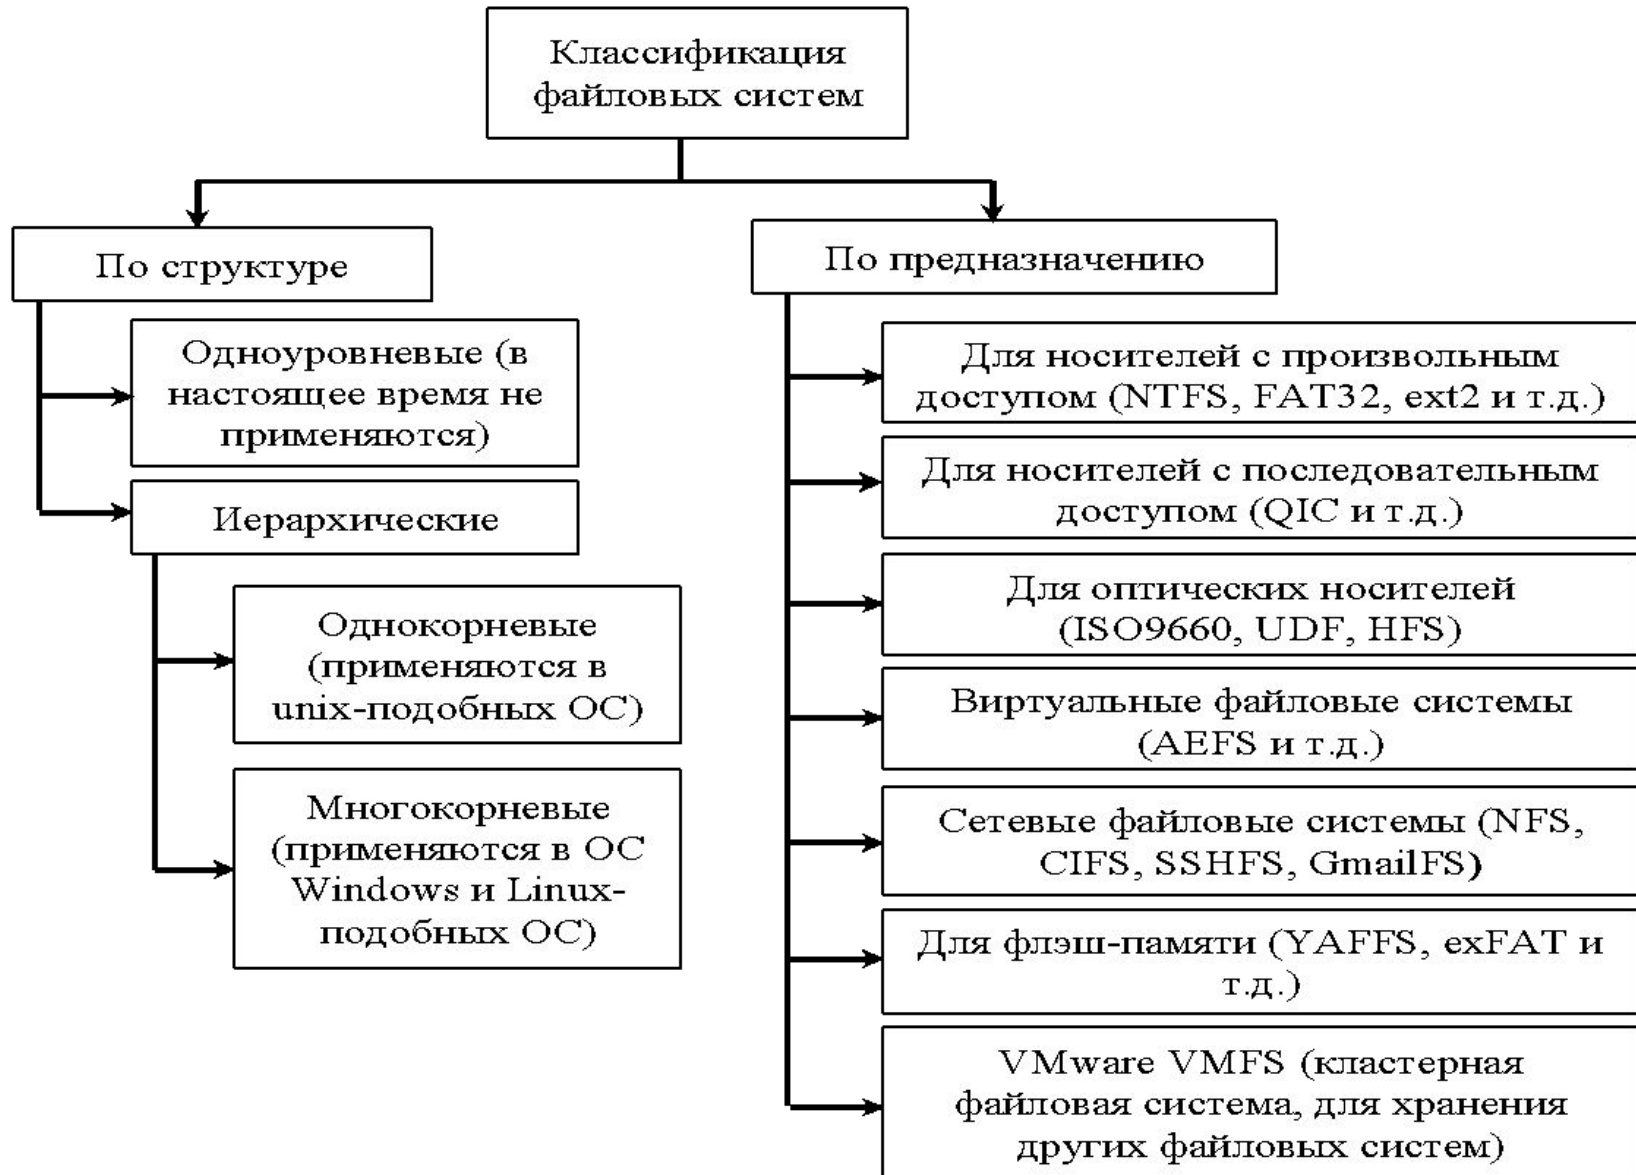 Классификация
файловых систем
По структуре
Одноуровневые (в
настоящее время не
применяются)
Иерархические
Однокорневые
(применяются в
unix-подобных ОС)
Многокорневые
(применяются в ОС
Windows и Linux-
подобных ОС)
По предназначению
Для носителей с произвольным
доступом (NTFS, FAT32, ext2 и т.д.)
Для носителей с последовательным
доступом (QIC и т.д.)
Для оптических носителей
(ISO9660, UDF, HFS)
Виртуальные файловые системы
(AEFS и т.д.)
Сетевые файловые системы (NFS,
CIFS, SSHFS, GmailFS)
Для флэш-памяти (YAFFS, exFAT и
т.д.)
VMware VMFS (кластерная
файловая система, для хранения
других файловых систем)